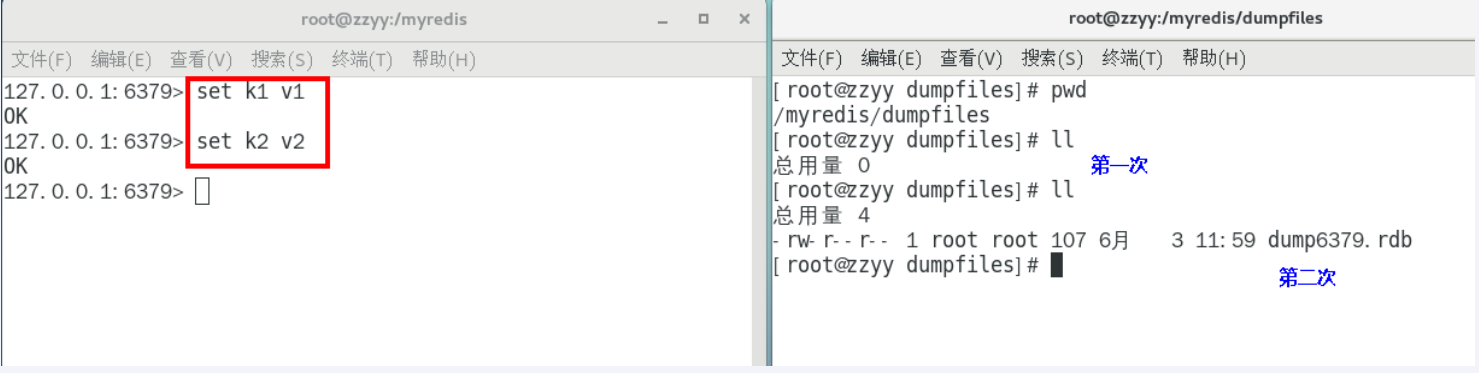 root@zzyy:/myredis
文件(F) 编辑(E) 查看(V) 搜索(S) 终端(T) 帮助(H)
127.0.0.1:6379> set k1 v1
OK
127.0.0.1:6379> set k2 v2
OK
127.0.0.1:6379>
root@zzyy:/myredis/dumpfiles
文件(F) 编辑(E) 查看(V) 搜索(S) 终端(T) 帮助(H)
[root@zzyy dumpfiles]# pwd
/myredis/dumpfiles
[root@zzyy dumpfiles]# ll
总用量 0 第一次
[root@zzyy dumpfiles]# ll
总用量 4
-rw-r--r-- 1 root root 107 6月 3 11:59 dump6379.rdb
[root@zzyy dumpfiles]#
第二次